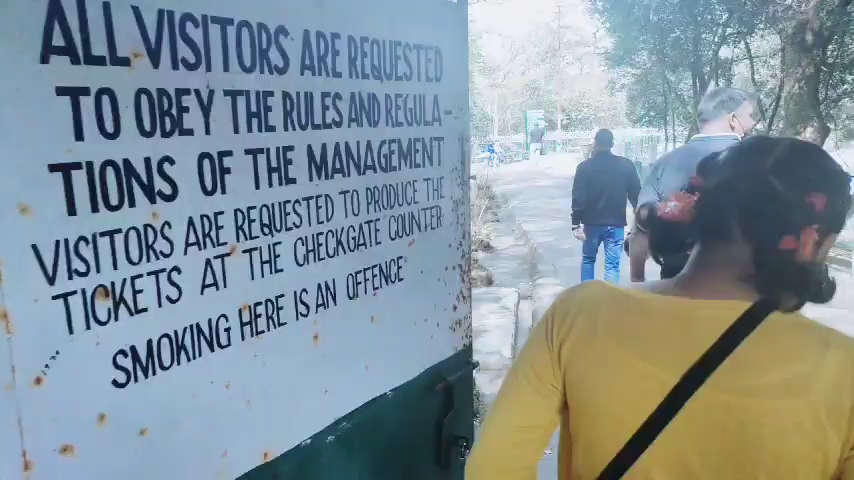 ALL VISITORS ARE REQUESTED
TO OBEY THE RULES AND REGULA-
TIONS OF THE MANAGEMENT
VISITORS ARE REQUESTED TO PRODUCE THE
TICKETS AT THE CHECKGATE COUNTER
SMOKING HERE IS AN OFFENCE